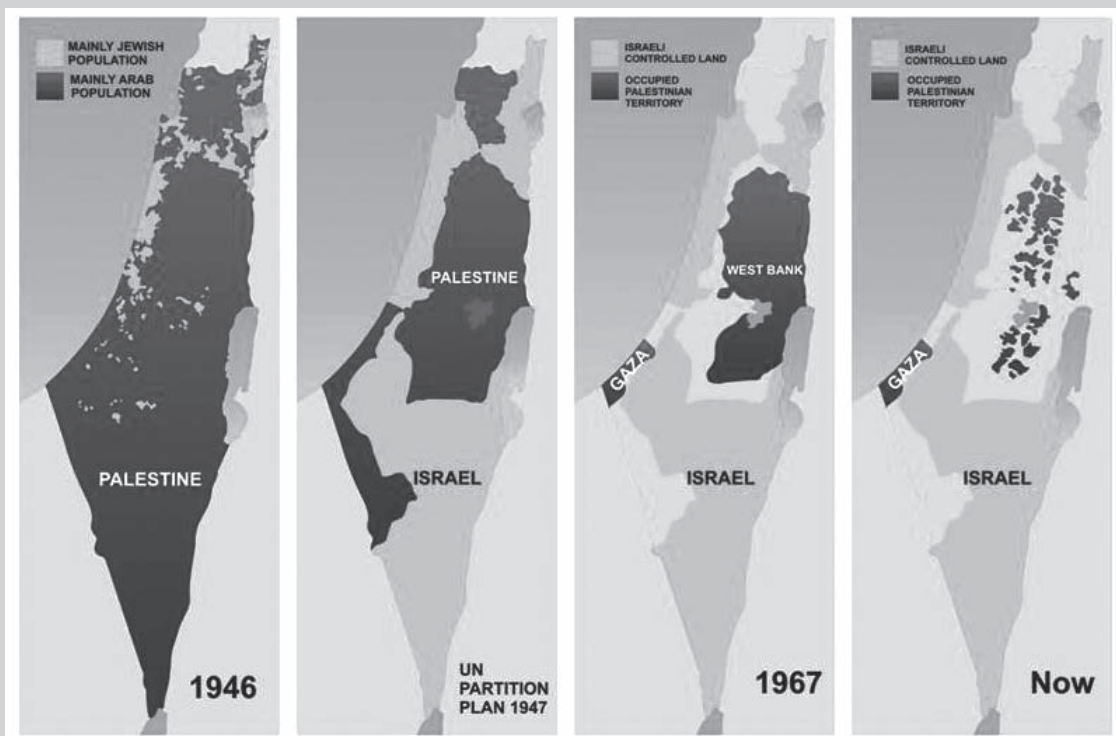 MAINLY JEWISH
POPULATION
MAINLY ARAB
POPULATION
PALESTINE
1946
PALESTINE
ISRAEL
UN
PARTITION
PLAN 1947
ISRAELI
CONTROLLED LAND
OCCUPIED
PALESTINIAN
TERRITORY
WEST BANK
GAZA
ISRAEL
1967
ISRAELI
CONTROLLED LAND
OCCUPIED
PALESTINIAN
TERRITORY
GAZA
ISRAEL
Now